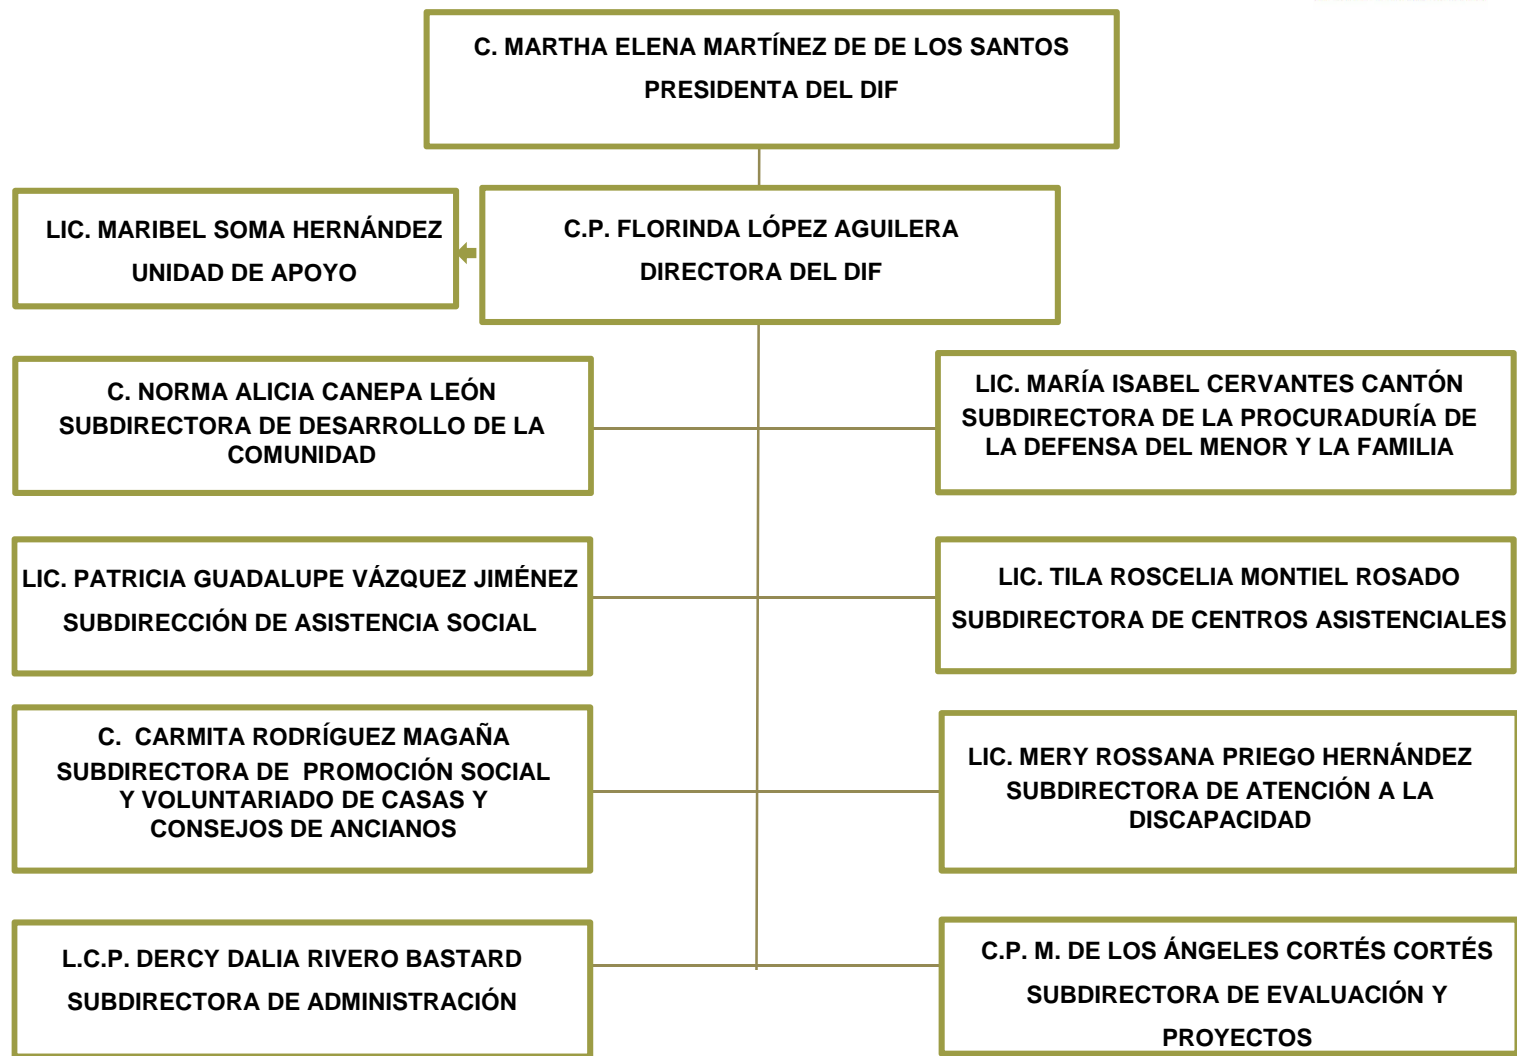 C. MARTHA ELENA MARTÍNEZ DE DE LOS SANTOS
PRESIDENTA DEL DIF
LIC. MARIBEL SOMA HERNÁNDEZ
UNIDAD DE APOYO
C.P. FLORINDA LÓPEZ AGUILERA
DIRECTORA DEL DIF
C. NORMA ALICIA CANEPA LEÓN
SUBDIRECTORA DE DESARROLLO DE LA
COMUNIDAD
LIC. MARÍA ISABEL CERVANTES CANTÓN
SUBDIRECTORA DE LA PROCURADURÍA DE
LA DEFENSA DEL MENOR Y LA FAMILIA
LIC. PATRICIA GUADALUPE VÁZQUEZ JIMÉNEZ
SUBDIRECCIÓN DE ASISTENCIA SOCIAL
LIC. TILA ROSCELIA MONTIEL ROSADO
SUBDIRECTORA DE CENTROS ASISTENCIALES
C. CARMITA RODRÍGUEZ MAGAÑA
SUBDIRECTORA DE PROMOCIÓN SOCIAL
Y VOLUNTARIADO DE CASAS Y
CONSEJOS DE ANCIANOS
LIC. MERY ROSSANA PRIEGO HERNÁNDEZ
SUBDIRECTORA DE ATENCIÓN A LA
DISCAPACIDAD
L.C.P. DERCY DALIA RIVERO BASTARD
SUBDIRECTORA DE ADMINISTRACIÓN
C.P. M. DE LOS ÁNGELES CORTÉS CORTÉS
SUBDIRECTORA DE EVALUACIÓN Y
PROYECTOS